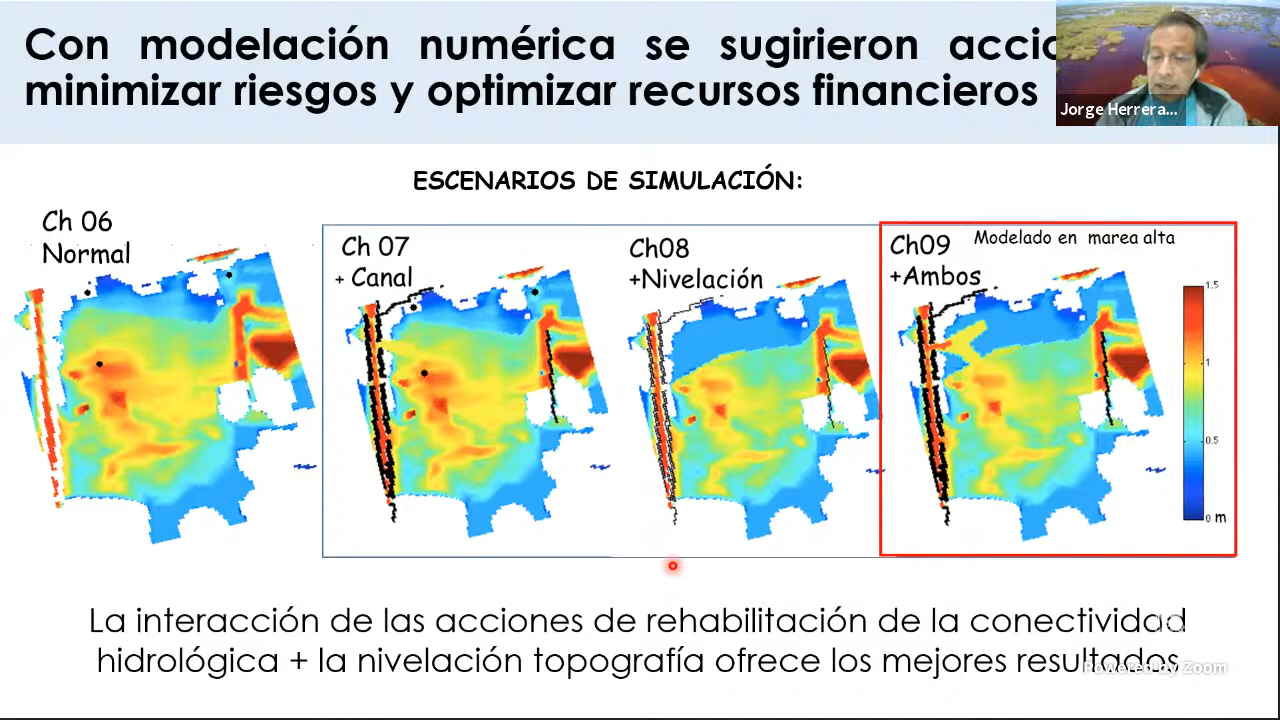 Con modelación numérica se sugirieron
minimizar riesgos y optimizar recursos financieros
Jorge Herrera...
ESCENARIOS DE SIMULACIÓN:
Ch 06
Normal
Ch 07
+ Canal
Ch08
+Nivelación
Ch09
+Ambos
Modelado en marea alta
1.5
1
0.5
0 m
La interacción de las acciones de rehabilitación de la conectividad
hidrológica + la nivelación topografía ofrece los mejores resultados
Powered by Zoom